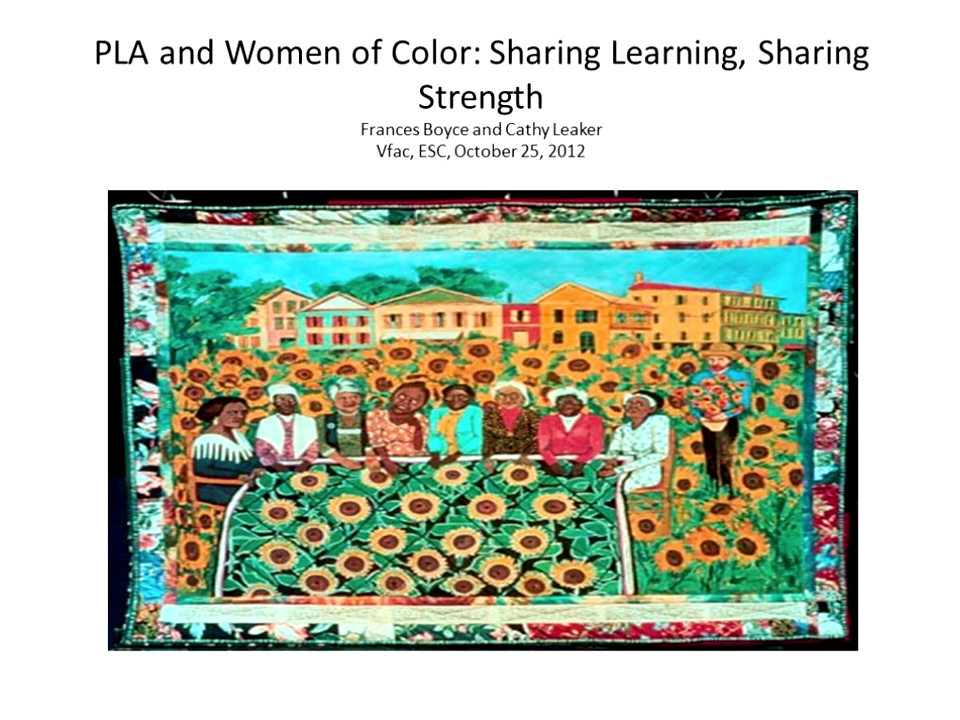 PLA and Women of Color: Sharing Learning, Sharing
Strength
Frances Boyce and Cathy Leaker
Vfac, ESC, October 25, 2012